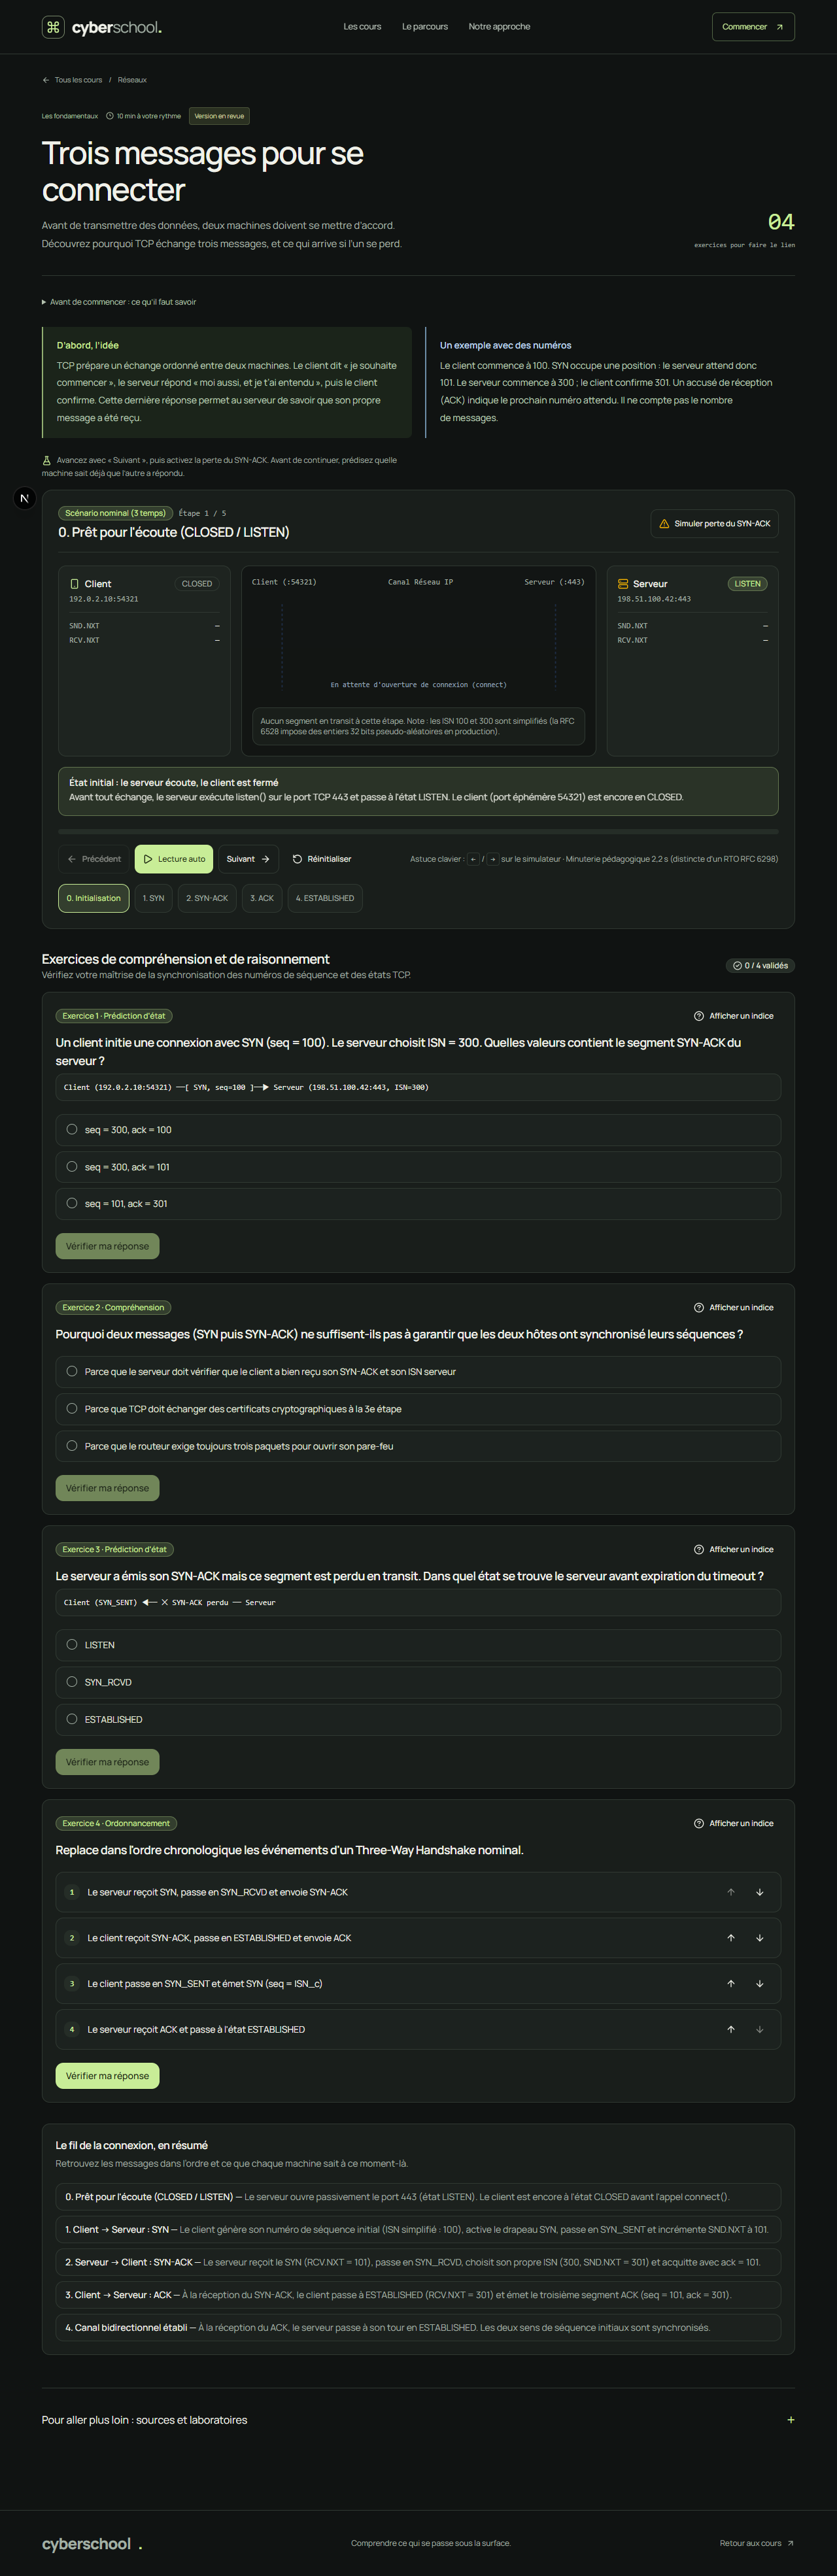 cyberschool.
Les cours
Le parcours
Notre approche
Commencer
Tous les cours / Réseaux
Les fondamentaux
10 min à votre rythme
Version en revue
Trois messages pour se
connecter
Avant de transmettre des données, deux machines doivent se mettre d'accord.
Découvrez pourquoi TCP échange trois messages, et ce qui arrive si l'un se perd.
04
exercices pour faire le lien
Avant de commencer : ce qu'il faut savoir
D'abord, l'idée
TCP prépare un échange ordonné entre deux machines. Le client dit « je souhaite
commencer », le serveur répond « moi aussi, et je t'ai entendu », puis le client
confirme. Cette dernière réponse permet au serveur de savoir que son propre
message a été reçu.
Un exemple avec des numéros
Le client commence à 100. SYN occupe une position : le serveur attend donc
101. Le serveur commence à 300 ; le client confirme 301. Un accusé de réception
(ACK) indique le prochain numéro attendu. Il ne compte pas le nombre
de messages.
Avancez avec « Suivant », puis activez la perte du SYN-ACK. Avant de continuer, prédisez quelle
machine sait déjà que l'autre a répondu.
N
Scénario nominal (3 temps)
Étape 1 / 5
0. Prêt pour l'écoute (CLOSED / LISTEN)
Simuler perte du SYN-ACK
Client
CLOSED
192.0.2.10:54321
SND.NXT –
RCV.NXT –
Client (:54321)
Canal Réseau IP
Serveur (:443)
En attente d'ouverture de connexion (connect)
Aucun segment en transit à cette étape. Note : les ISN 100 et 300 sont simplifiés (la RFC
6528 impose des entiers 32 bits pseudo-aléatoires en production).
Serveur
LISTEN
198.51.100.42:443
SND.NXT –
RCV.NXT –
État initial : le serveur écoute, le client est fermé
Avant tout échange, le serveur exécute listen() sur le port TCP 443 et passe à l'état LISTEN. Le client (port éphémère 54321) est encore en CLOSED.
Précédent
Lecture auto
Suivant
Réinitialiser
Astuce clavier : ← / → sur le simulateur · Minuterie pédagogique 2,2 s (distincte d'un RTO RFC 6298)
0. Initialisation
1. SYN
2. SYN-ACK
3. ACK
4. ESTABLISHED
Exercices de compréhension et de raisonnement
Vérifiez votre maîtrise de la synchronisation des numéros de séquence et des états TCP.
0 / 4 validés
Exercice 1 · Prédiction d'état
Afficher un indice
Un client initie une connexion avec SYN (seq = 100). Le serveur choisit ISN = 300. Quelles valeurs contient le segment SYN-ACK du
serveur ?
Client (192.0.2.10:54321) ──[ SYN, seq=100 ]──▶ Serveur (198.51.100.42:443, ISN=300)
seq = 300, ack = 100
seq = 300, ack = 101
seq = 101, ack = 301
Vérifier ma réponse
Exercice 2 · Compréhension
Afficher un indice
Pourquoi deux messages (SYN puis SYN-ACK) ne suffisent-ils pas à garantir que les deux hôtes ont synchronisé leurs séquences ?
Parce que le serveur doit vérifier que le client a bien reçu son SYN-ACK et son ISN serveur
Parce que TCP doit échanger des certificats cryptographiques à la 3e étape
Parce que le routeur exige toujours trois paquets pour ouvrir son pare-feu
Vérifier ma réponse
Exercice 3 · Prédiction d'état
Afficher un indice
Le serveur a émis son SYN-ACK mais ce segment est perdu en transit. Dans quel état se trouve le serveur avant expiration du timeout ?
Client (SYN_SENT) ◀── ✕ SYN-ACK perdu ── Serveur
LISTEN
SYN_RCVD
ESTABLISHED
Vérifier ma réponse
Exercice 4 · Ordonnancement
Afficher un indice
Replace dans l'ordre chronologique les événements d'un Three-Way Handshake nominal.
1 Le serveur reçoit SYN, passe en SYN_RCVD et envoie SYN-ACK
2 Le client reçoit SYN-ACK, passe en ESTABLISHED et envoie ACK
3 Le client passe en SYN_SENT et émet SYN (seq = ISN_c)
4 Le serveur reçoit ACK et passe à l'état ESTABLISHED
Vérifier ma réponse
Le fil de la connexion, en résumé
Retrouvez les messages dans l'ordre et ce que chaque machine sait à ce moment-là.
0. Prêt pour l'écoute (CLOSED / LISTEN) — Le serveur ouvre passivement le port 443 (état LISTEN). Le client est encore à l'état CLOSED avant l'appel connect().
1. Client → Serveur : SYN — Le client génère son numéro de séquence initial (ISN simplifié : 100), active le drapeau SYN, passe en SYN_SENT et incrémente SND.NXT à 101.
2. Serveur → Client : SYN-ACK — Le serveur reçoit le SYN (RCV.NXT = 101), passe en SYN_RCVD, choisit son propre ISN (300, SND.NXT = 301) et acquitte avec ack = 101.
3. Client → Serveur : ACK — À la réception du SYN-ACK, le client passe à ESTABLISHED (RCV.NXT = 301) et émet le troisième segment ACK (seq = 101, ack = 301).
4. Canal bidirectionnel établi — À la réception du ACK, le serveur passe à son tour en ESTABLISHED. Les deux sens de séquence initiaux sont synchronisés.
Pour aller plus loin : sources et laboratoires
+
cyberschool .
Comprendre ce qui se passe sous la surface.
Retour aux cours